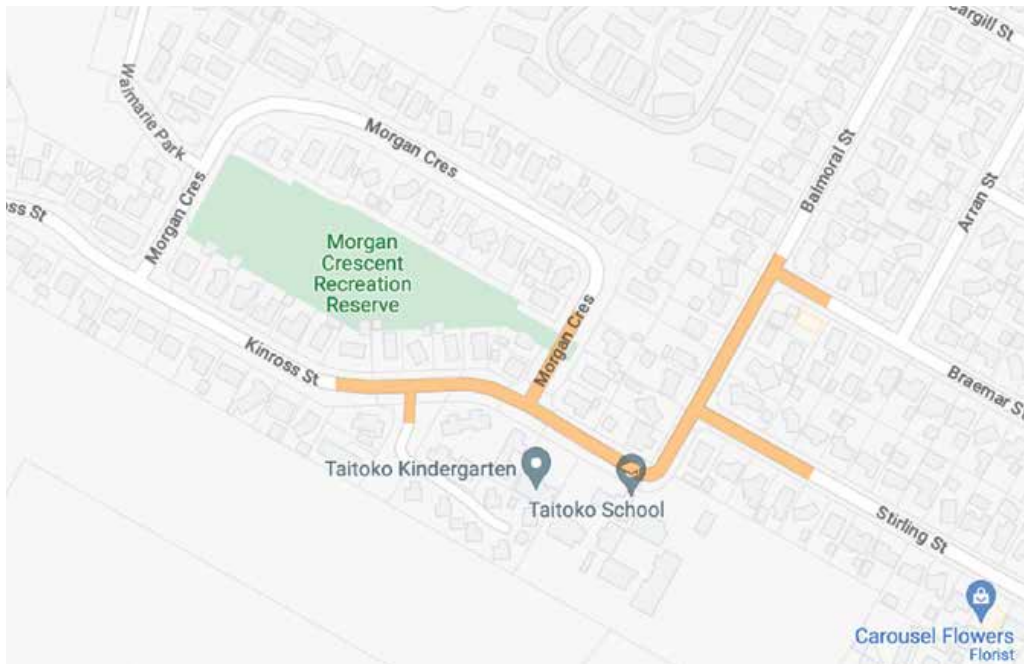 Cargill St
Waimarie Park
Morgan Cres
Balmoral St
Arran St
oss St
Morgan Cres
Morgan
Crescent
Recreation
Reserve
Morgan Cres
Kinross St
Braemar St
Taitoko Kindergarten
Taitoko School
Stirling St
Carousel Flowers
Florist